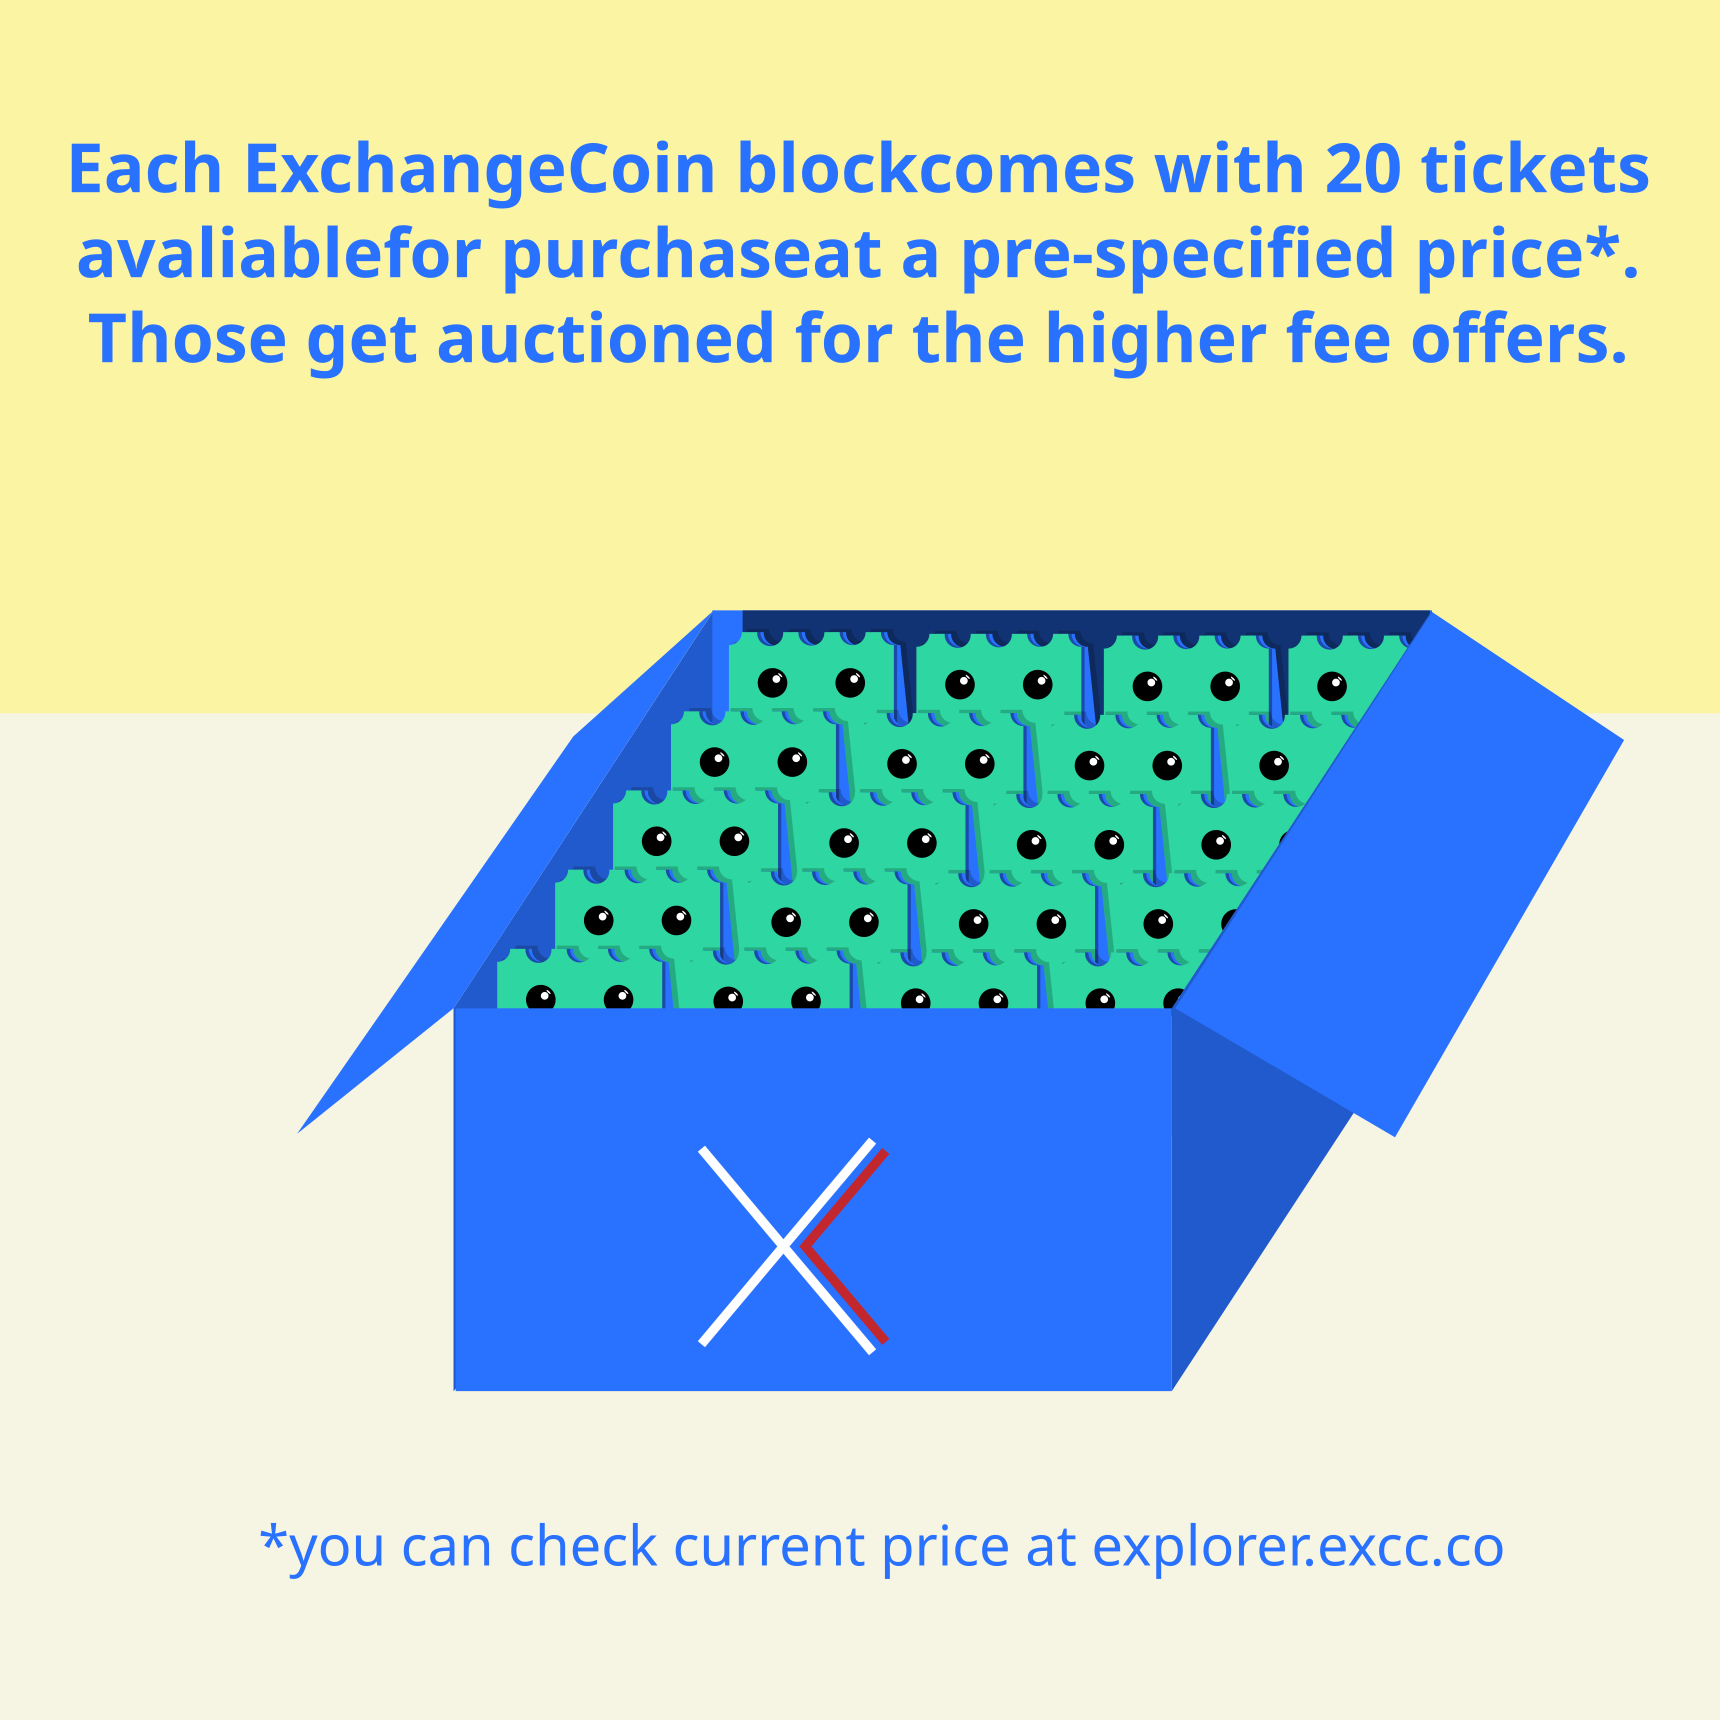 Each ExchangeCoin blockcomes with 20 tickets
avaliablefor purchaseat a pre-specified price*.
Those get auctioned for the higher fee offers.
*you can check current price at explorer.excc.co